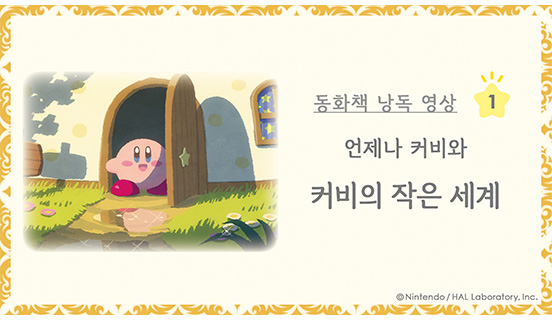 동화책 낭독 영상
1
언제나 커비와
커비의 작은 세계
©Nintendo / HAL Laboratory, Inc.